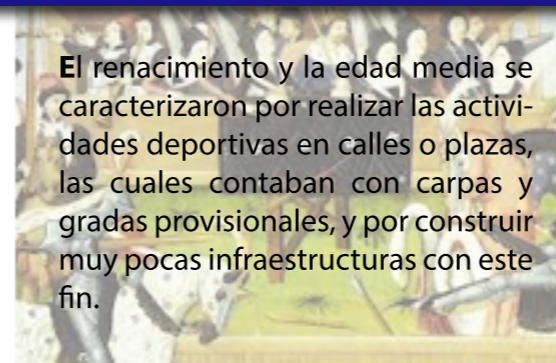 El renacimiento y la edad media se
caracterizaron por realizar las activi-
dades deportivas en calles o plazas,
las cuales contaban con carpas y
gradas provisionales, y por construir
muy pocas infraestructuras con este
fin.